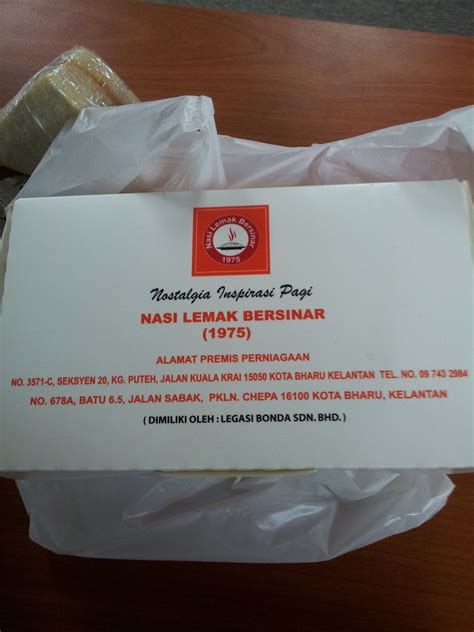 Nasi Lemak Bersinar
1975
Nostalgia Inspirasi Pagi
NASI LEMAK BERSINAR
(1975)
ALAMAT PREMIS PERNIAGAAN
NO. 3571-C, SEKSYEN 20, KG. PUTEH, JALAN KUALA KRAI 15050 KOTA BHARU KELANTAN TEL. NO. 09 743 2984
NO. 678A, BATU 6.5, JALAN SABAK, PKLN. CHEPA 16100 KOTA BHARU, KELANTAN
( DIMILIKI OLEH : LEGASI BONDA SDN. BHD. )